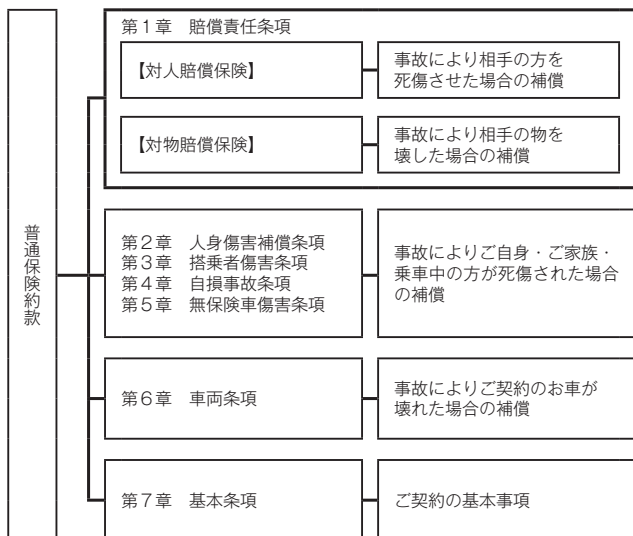 普通保険約款
第１章　賠償責任条項
【対人賠償保険】
事故により相手の方を
死傷させた場合の補償
【対物賠償保険】
事故により相手の物を
壊した場合の補償
第２章　人身傷害補償条項
第３章　搭乗者傷害条項
第４章　自損事故条項
第５章　無保険車傷害条項
事故によりご自身・ご家族・
乗車中の方が死傷された場合
の補償
第６章　車両条項
事故によりご契約のお車が
壊れた場合の補償
第７章　基本条項
ご契約の基本事項